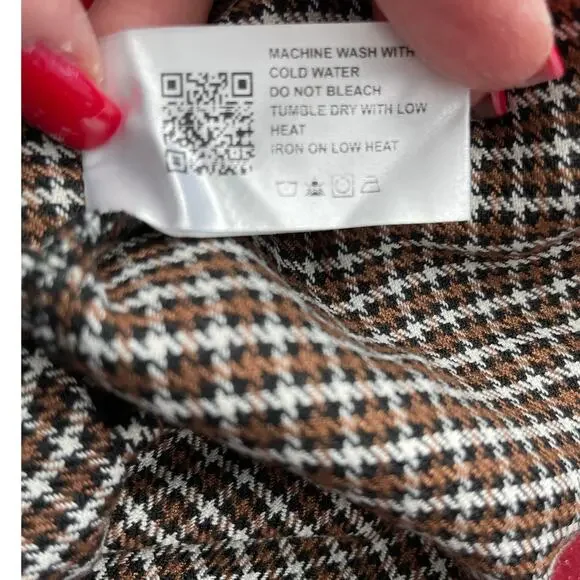 MACHINE WASH WITH
COLD WATER
DO NOT BLEACH
TUMBLE DRY WITH LOW
HEAT
IRON ON LOW HEAT